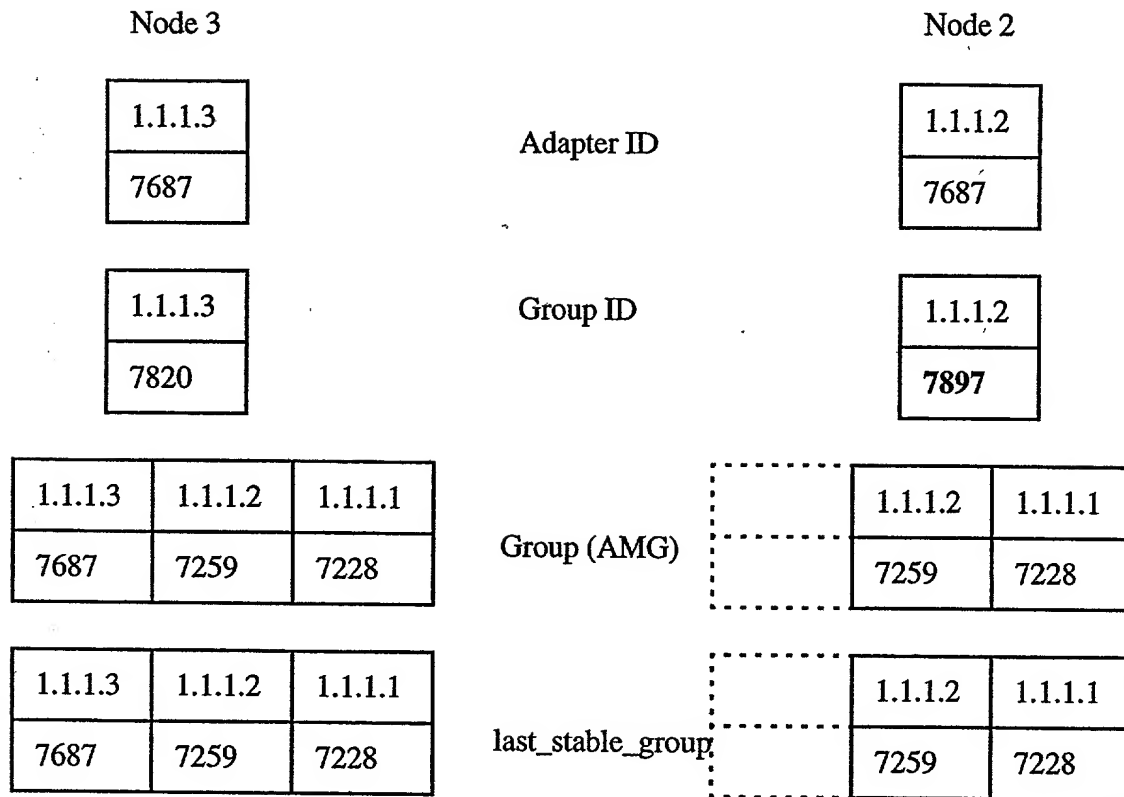 Node 3 Node 2
1.1.1.3 1.1.1.2
Adapter ID
7687 7687
1.1.1.3 Group ID 1.1.1.2
7820 7897
1.1.1.3 1.1.1.2 1.1.1.1 1.1.1.2 1.1.1.1
Group (AMG)
7687 7259 7228 7259 7228
1.1.1.3 1.1.1.2 1.1.1.1 1.1.1.2 1.1.1.1
last_stable_group
7687 7259 7228 7259 7228